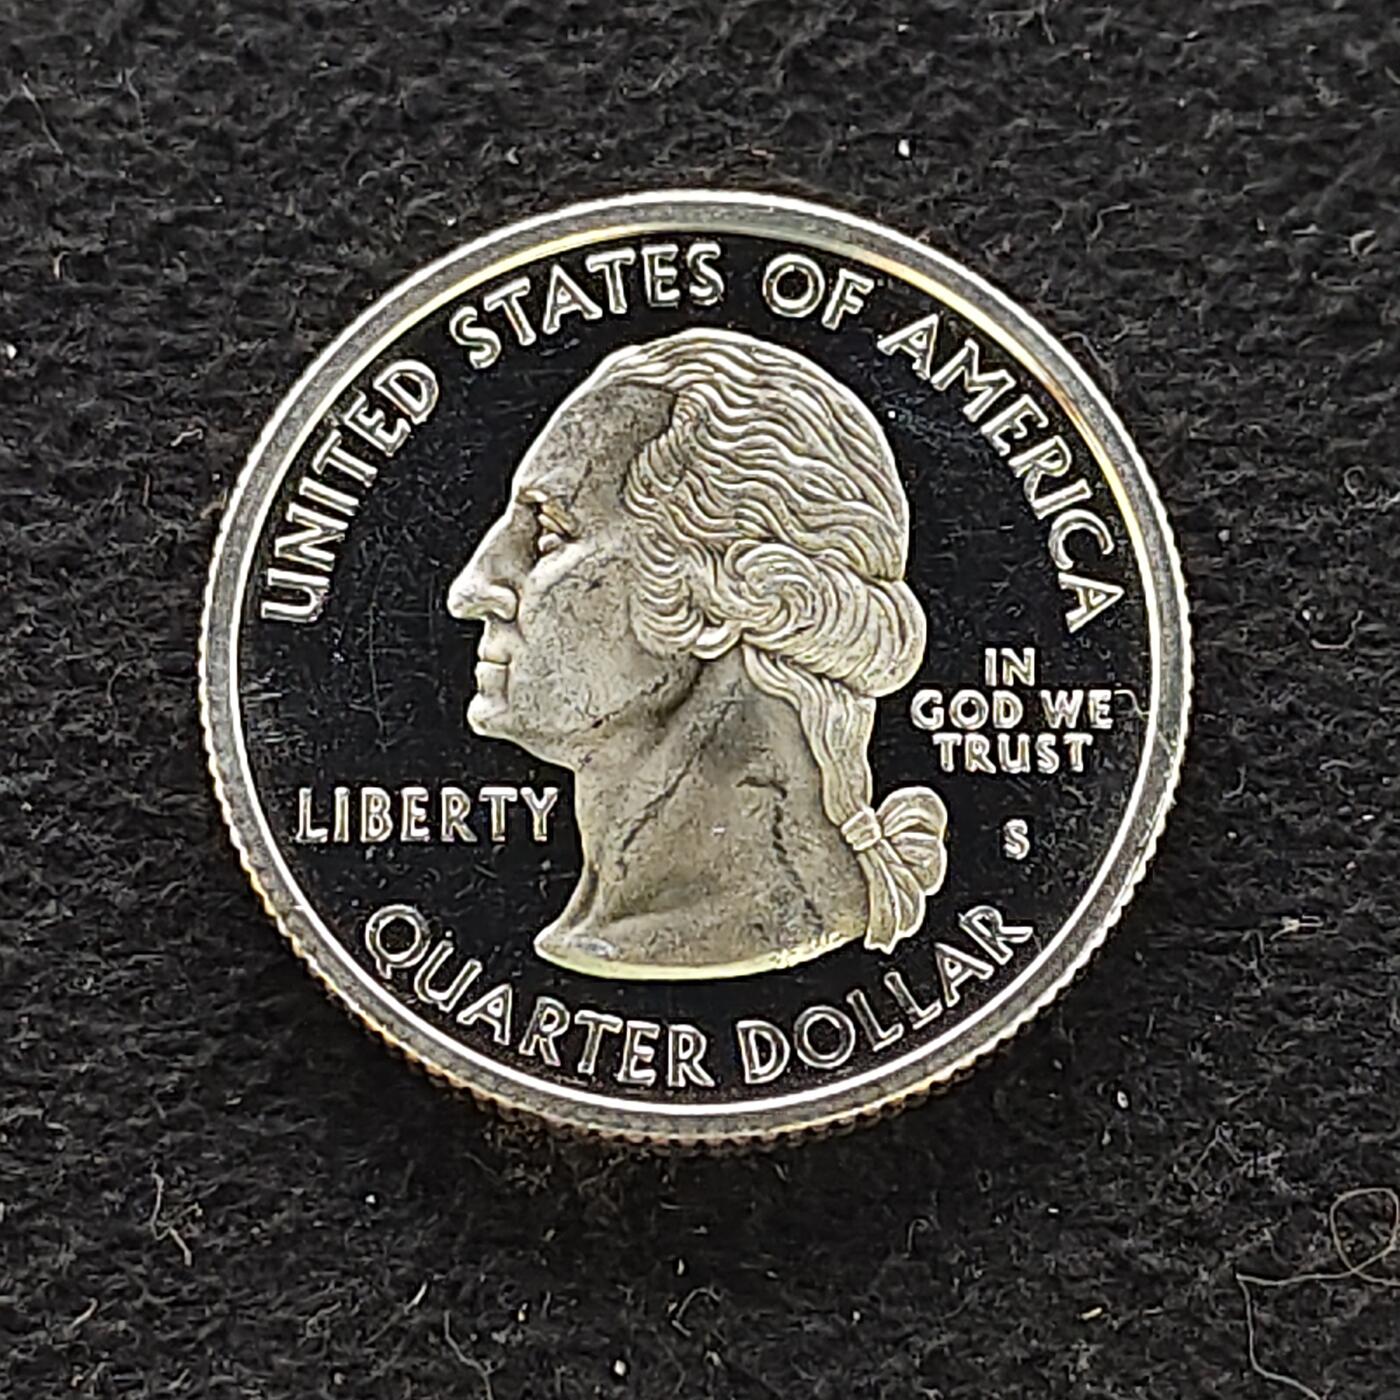 UNITED STATES OF AMERICA
IN
GOD WE
TRUST
LIBERTY
S
QUARTER DOLLAR